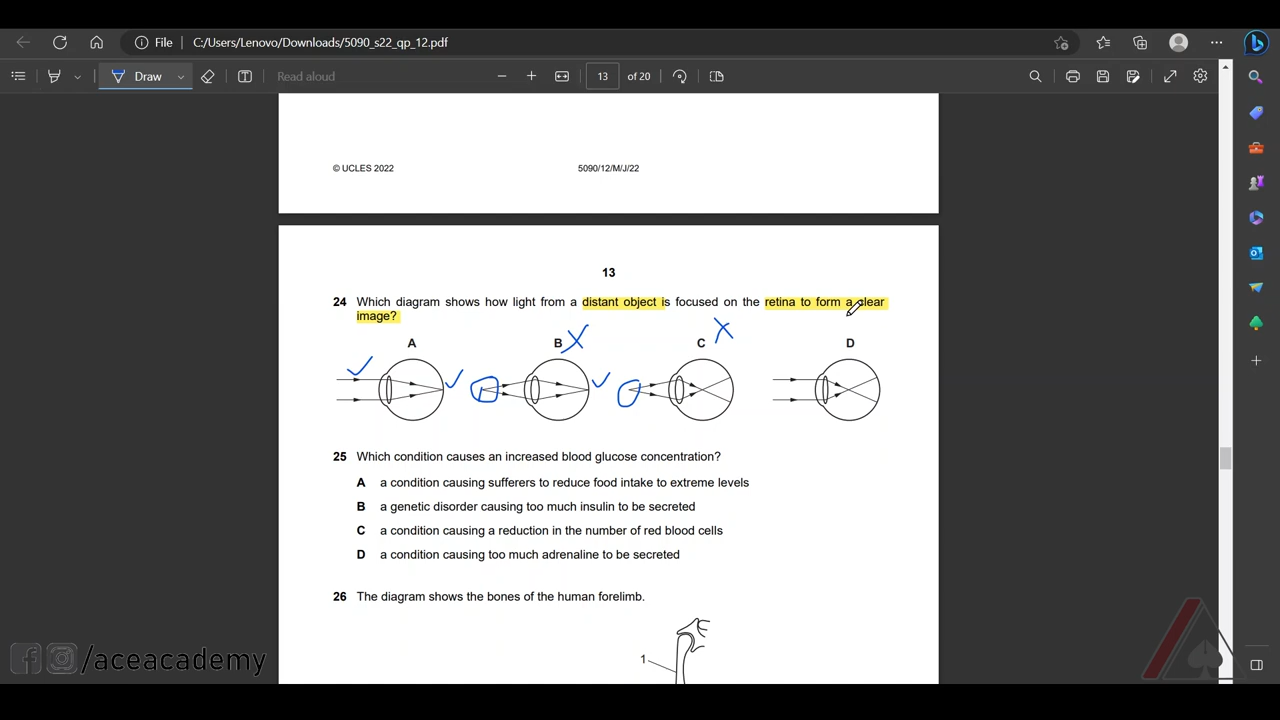 File C:/Users/Lenovo/Downloads/5090_s22_qp_12.pdf
Draw Read aloud 13 of 20
© UCLES 2022 5090/12/M/J/22
13
24 Which diagram shows how light from a distant object is focused on the retina to form a clear
image?
A B C D
25 Which condition causes an increased blood glucose concentration?
A a condition causing sufferers to reduce food intake to extreme levels
B a genetic disorder causing too much insulin to be secreted
C a condition causing a reduction in the number of red blood cells
D a condition causing too much adrenaline to be secreted
26 The diagram shows the bones of the human forelimb.
1
/aceacademy